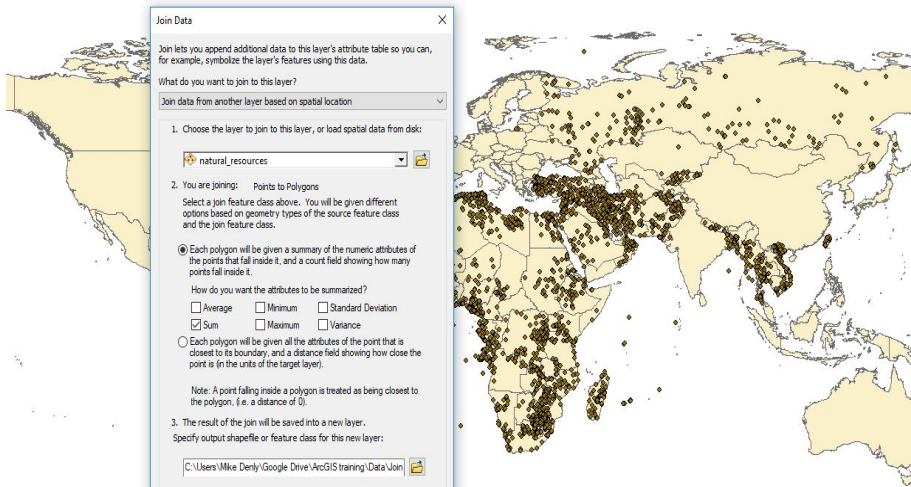 Join Data
Join lets you append additional data to this layer's attribute table so you can,
for example, symbolize the layer's features using this data.
What do you want to join to this layer?
Join data from another layer based on spatial location
1. Choose the layer to join to this layer, or load spatial data from disk:
natural_resources
2. You are joining: Points to Polygons
Select a join feature class above. You will be given different
options based on geometry types of the source feature class
and the join feature class.
Each polygon will be given a summary of the numeric attributes of
the points that fall inside it, and a count field showing how many
points fall inside it.
How do you want the attributes to be summarized?
Average Minimum Standard Deviation
Sum Maximum Variance
Each polygon will be given all the attributes of the point that is
closest to its boundary, and a distance field showing how close the
point is (in the units of the target layer).
Note: A point falling inside a polygon is treated as being closest to
the polygon, (i.e. a distance of 0).
3. The result of the join will be saved into a new layer.
Specify output shapefile or feature class for this new layer:
C:\Users\Mike Denly\Google Drive\ArcGIS training\Data\Join